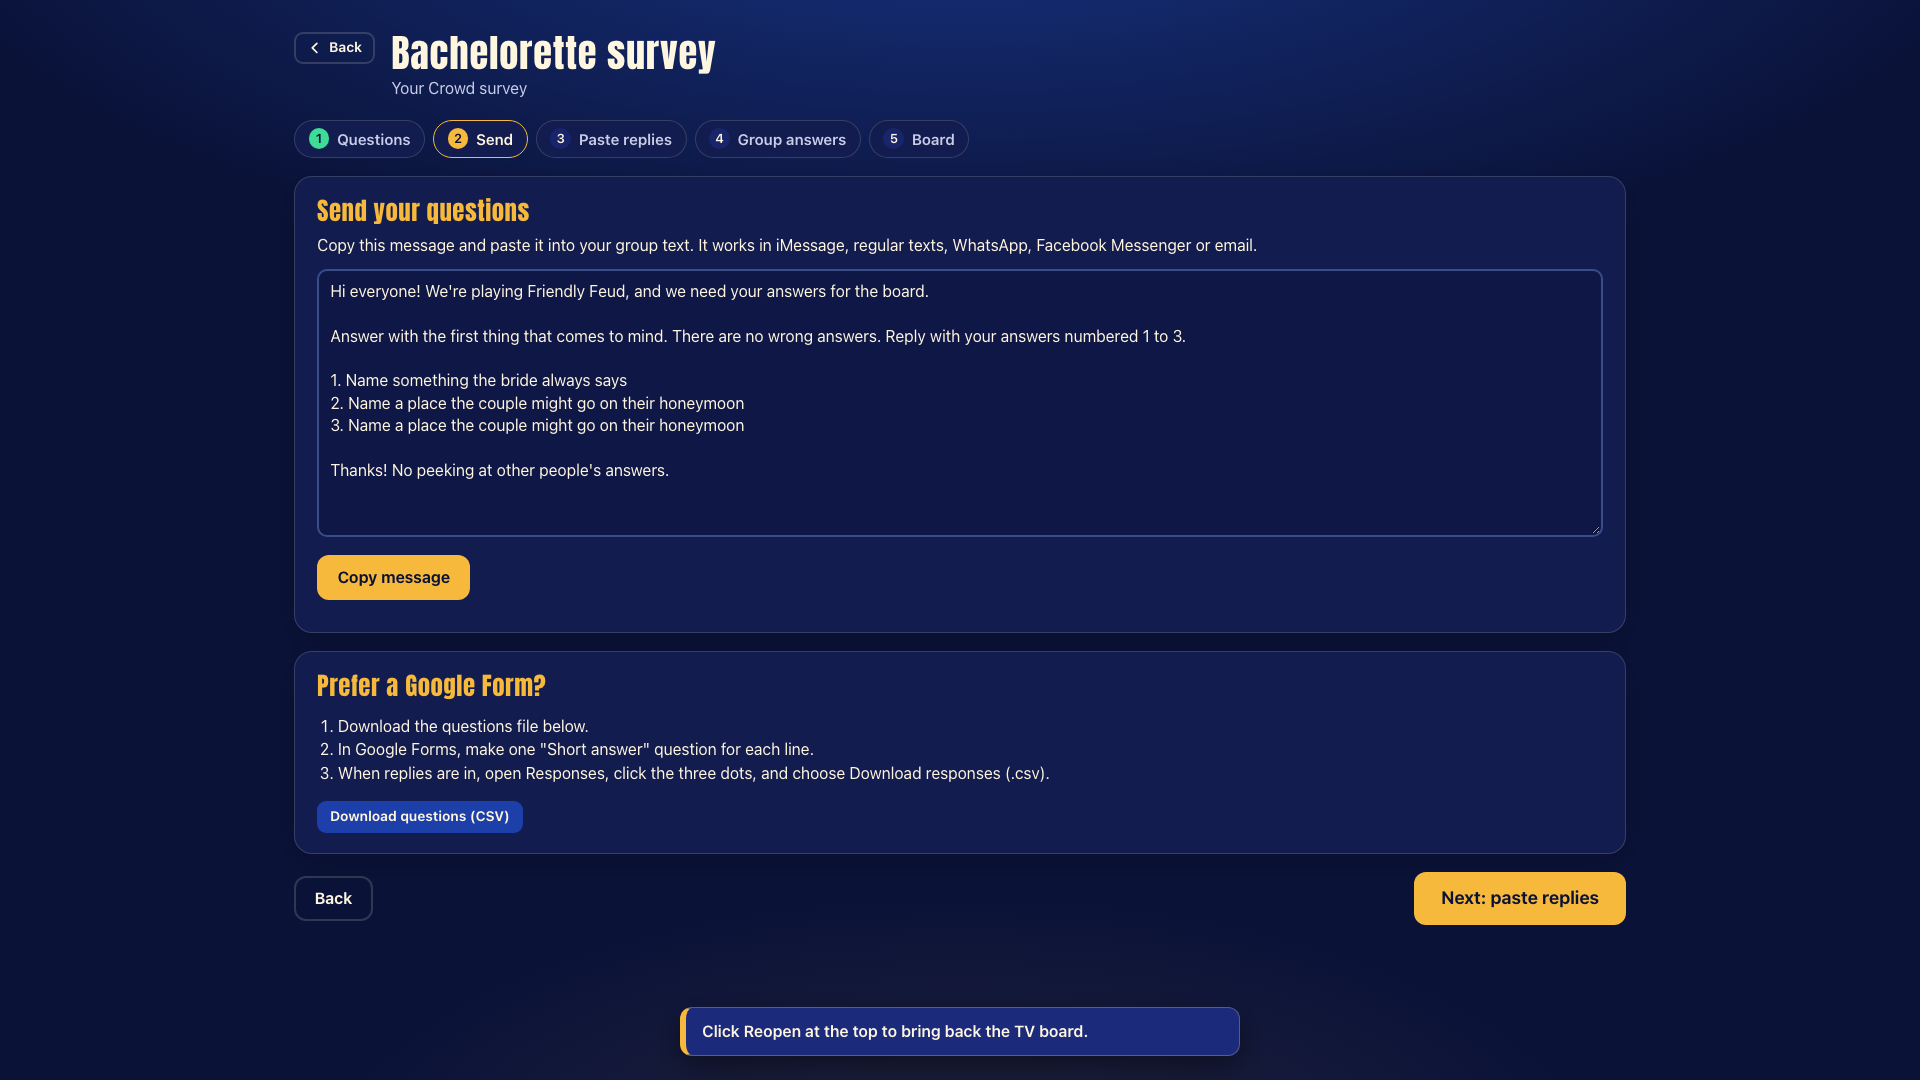 Back
Bachelorette survey
Your Crowd survey
1 Questions
2 Send
3 Paste replies
4 Group answers
5 Board
Send your questions
Copy this message and paste it into your group text. It works in iMessage, regular texts, WhatsApp, Facebook Messenger or email.
Hi everyone! We're playing Friendly Feud, and we need your answers for the board.
Answer with the first thing that comes to mind. There are no wrong answers. Reply with your answers numbered 1 to 3.
1. Name something the bride always says
2. Name a place the couple might go on their honeymoon
3. Name a place the couple might go on their honeymoon
Thanks! No peeking at other people's answers.
Copy message
Prefer a Google Form?
1. Download the questions file below.
2. In Google Forms, make one "Short answer" question for each line.
3. When replies are in, open Responses, click the three dots, and choose Download responses (.csv).
Download questions (CSV)
Back
Next: paste replies
Click Reopen at the top to bring back the TV board.